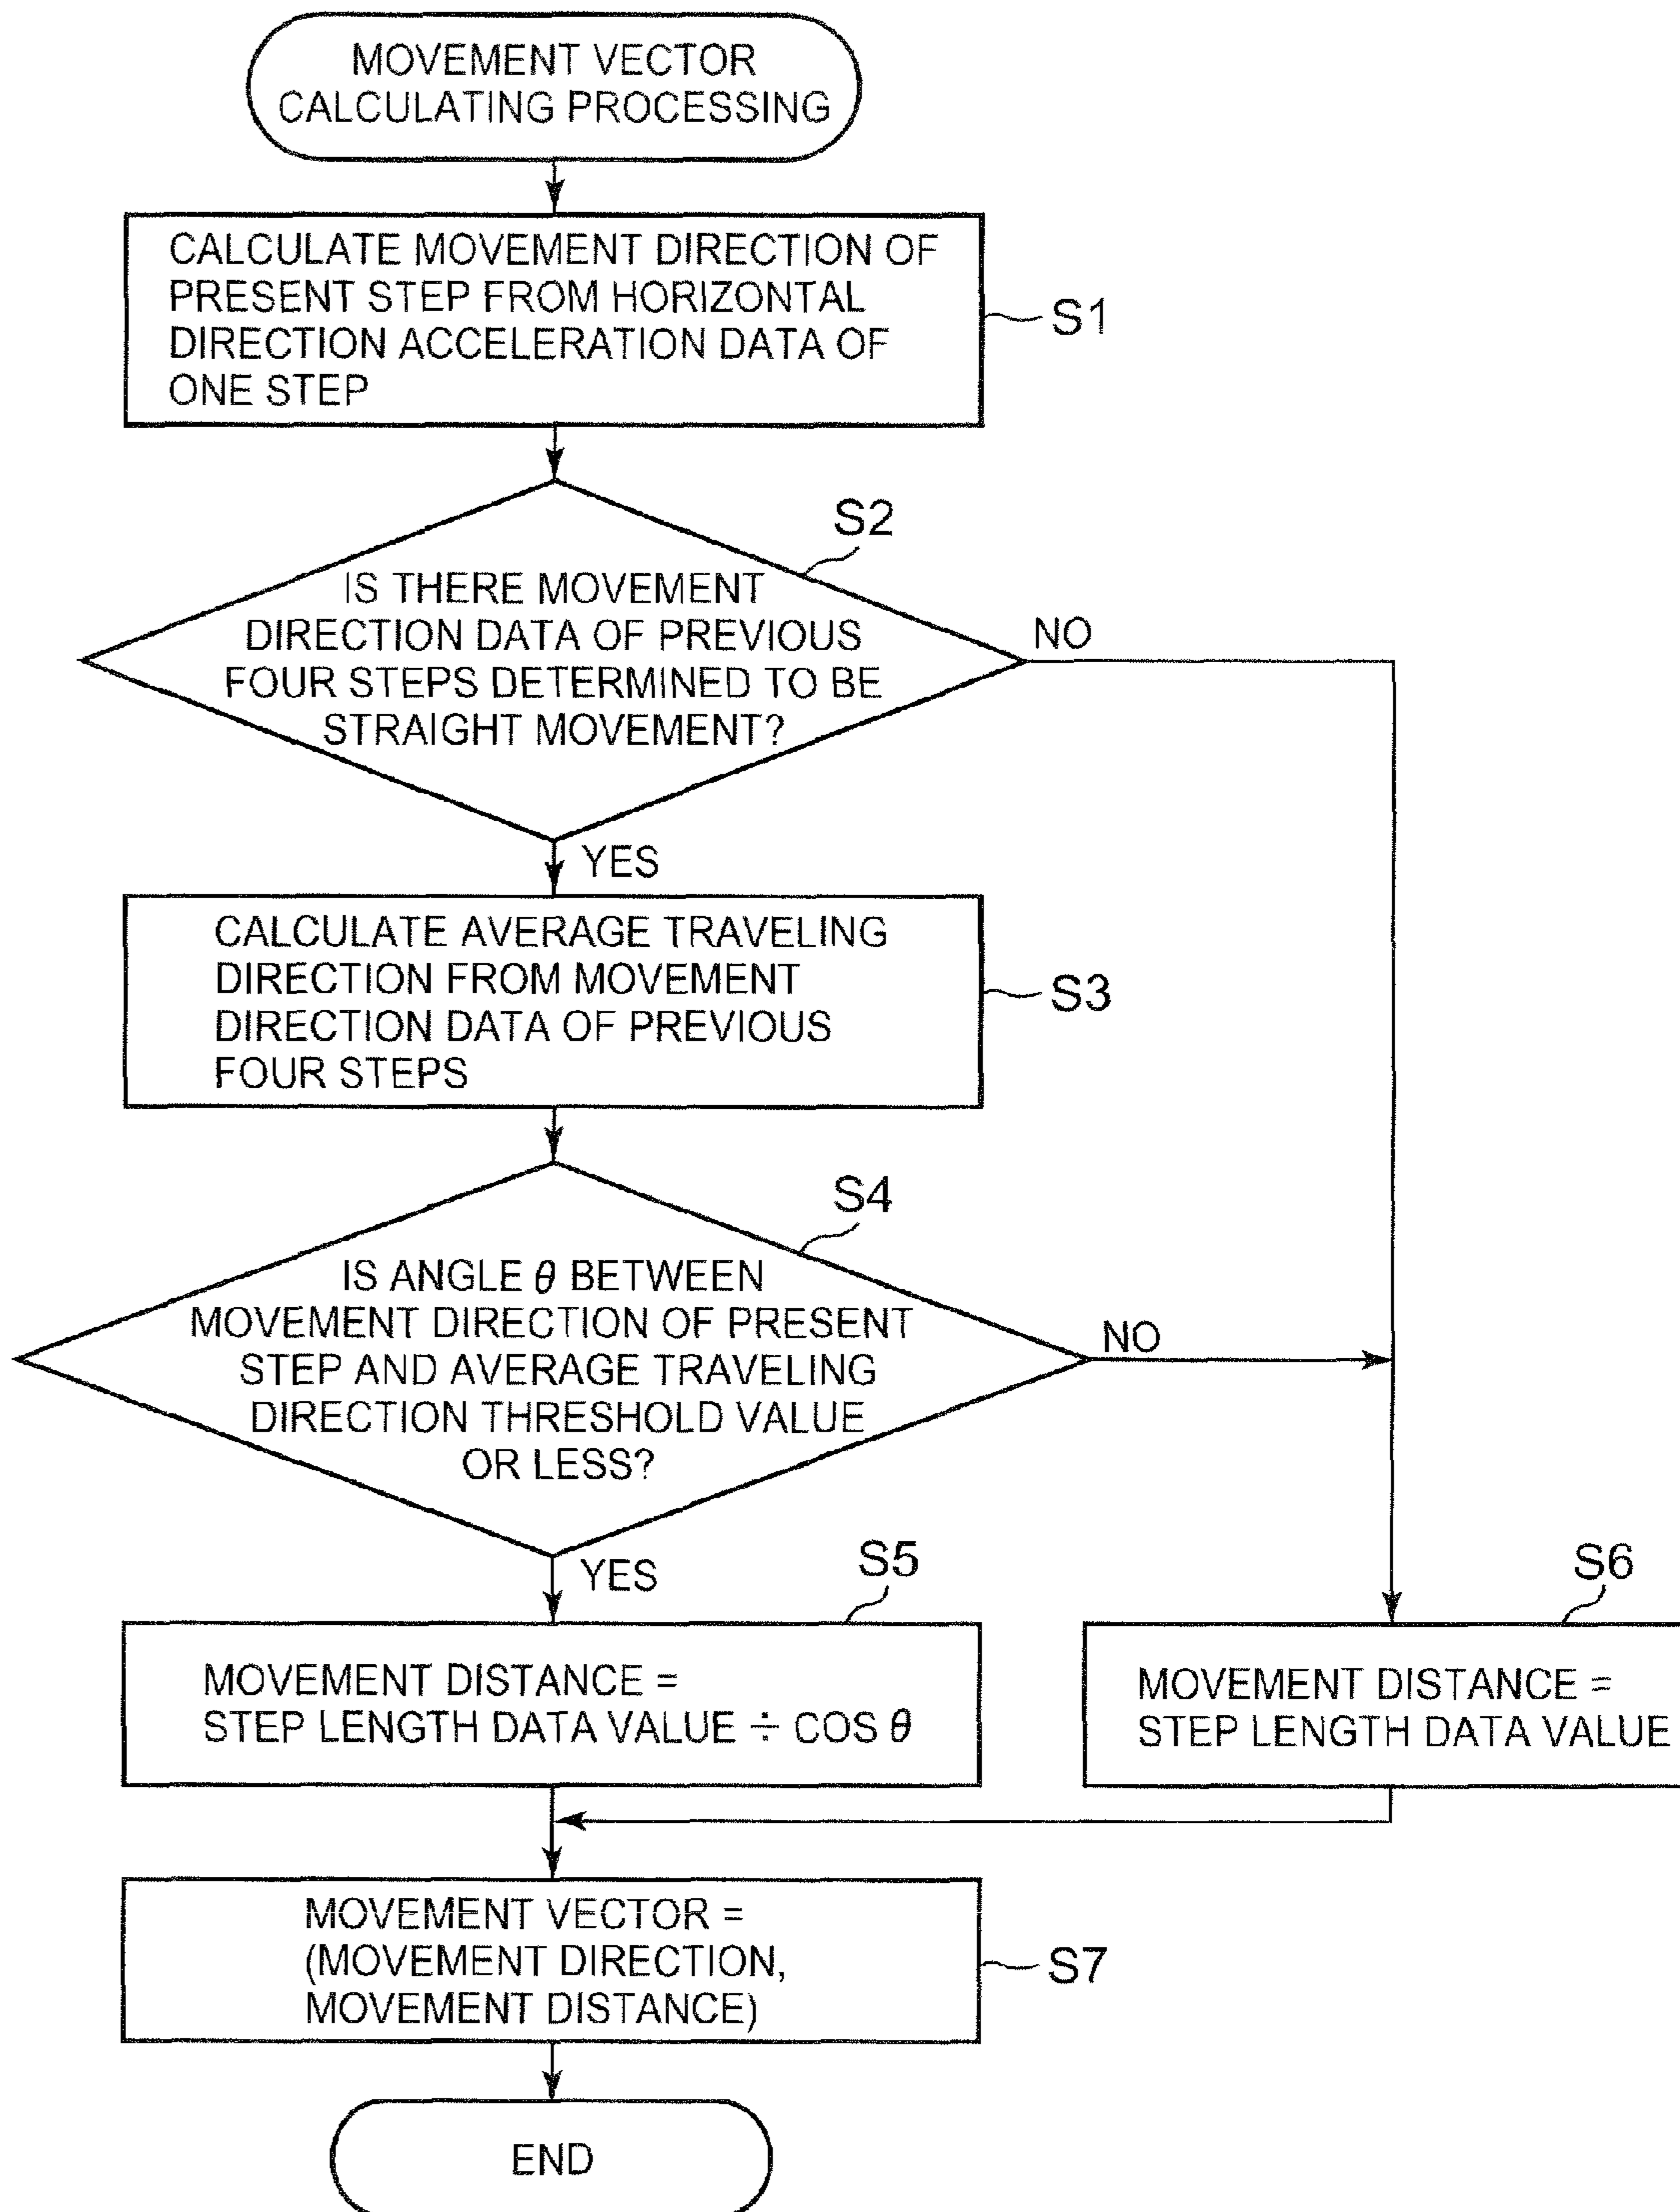 MOVEMENT VECTOR
CALCULATING PROCESSING
CALCULATE MOVEMENT DIRECTION OF
PRESENT STEP FROM HORIZONTAL
DIRECTION ACCELERATION DATA OF
ONE STEP
S1
S2
IS THERE MOVEMENT
DIRECTION DATA OF PREVIOUS
FOUR STEPS DETERMINED TO BE
STRAIGHT MOVEMENT?
NO
YES
CALCULATE AVERAGE TRAVELING
DIRECTION FROM MOVEMENT
DIRECTION DATA OF PREVIOUS
FOUR STEPS
S3
S4
IS ANGLE θ BETWEEN
MOVEMENT DIRECTION OF PRESENT
STEP AND AVERAGE TRAVELING
DIRECTION THRESHOLD VALUE
OR LESS?
NO
YES
S5
MOVEMENT DISTANCE =
STEP LENGTH DATA VALUE ÷ COS θ
S6
MOVEMENT DISTANCE =
STEP LENGTH DATA VALUE
MOVEMENT VECTOR =
(MOVEMENT DIRECTION,
MOVEMENT DISTANCE)
S7
END